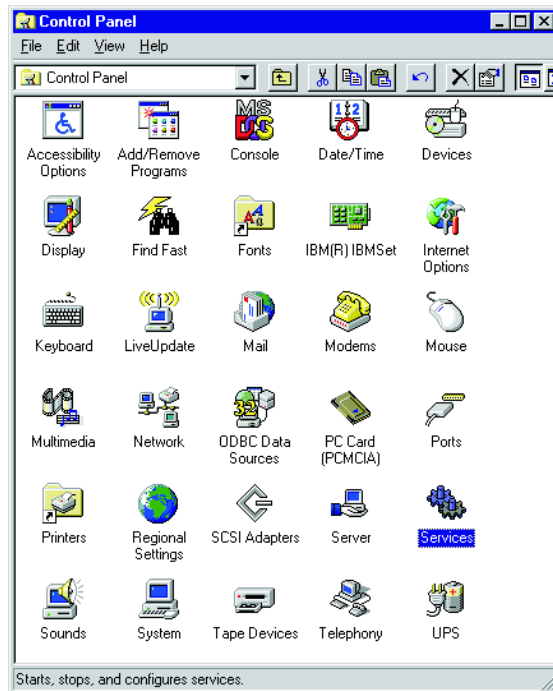 Control Panel
File Edit View Help
Control Panel
Accessibility Options
Add/Remove Programs
Console
Date/Time
Devices
Display
Find Fast
Fonts
IBM(R) IBMSet
Internet Options
Keyboard
LiveUpdate
Mail
Modems
Mouse
Multimedia
Network
ODBC Data Sources
PC Card (PCMCIA)
Ports
Printers
Regional Settings
SCSI Adapters
Server
Services
Sounds
System
Tape Devices
Telephony
UPS
Starts, stops, and configures services.